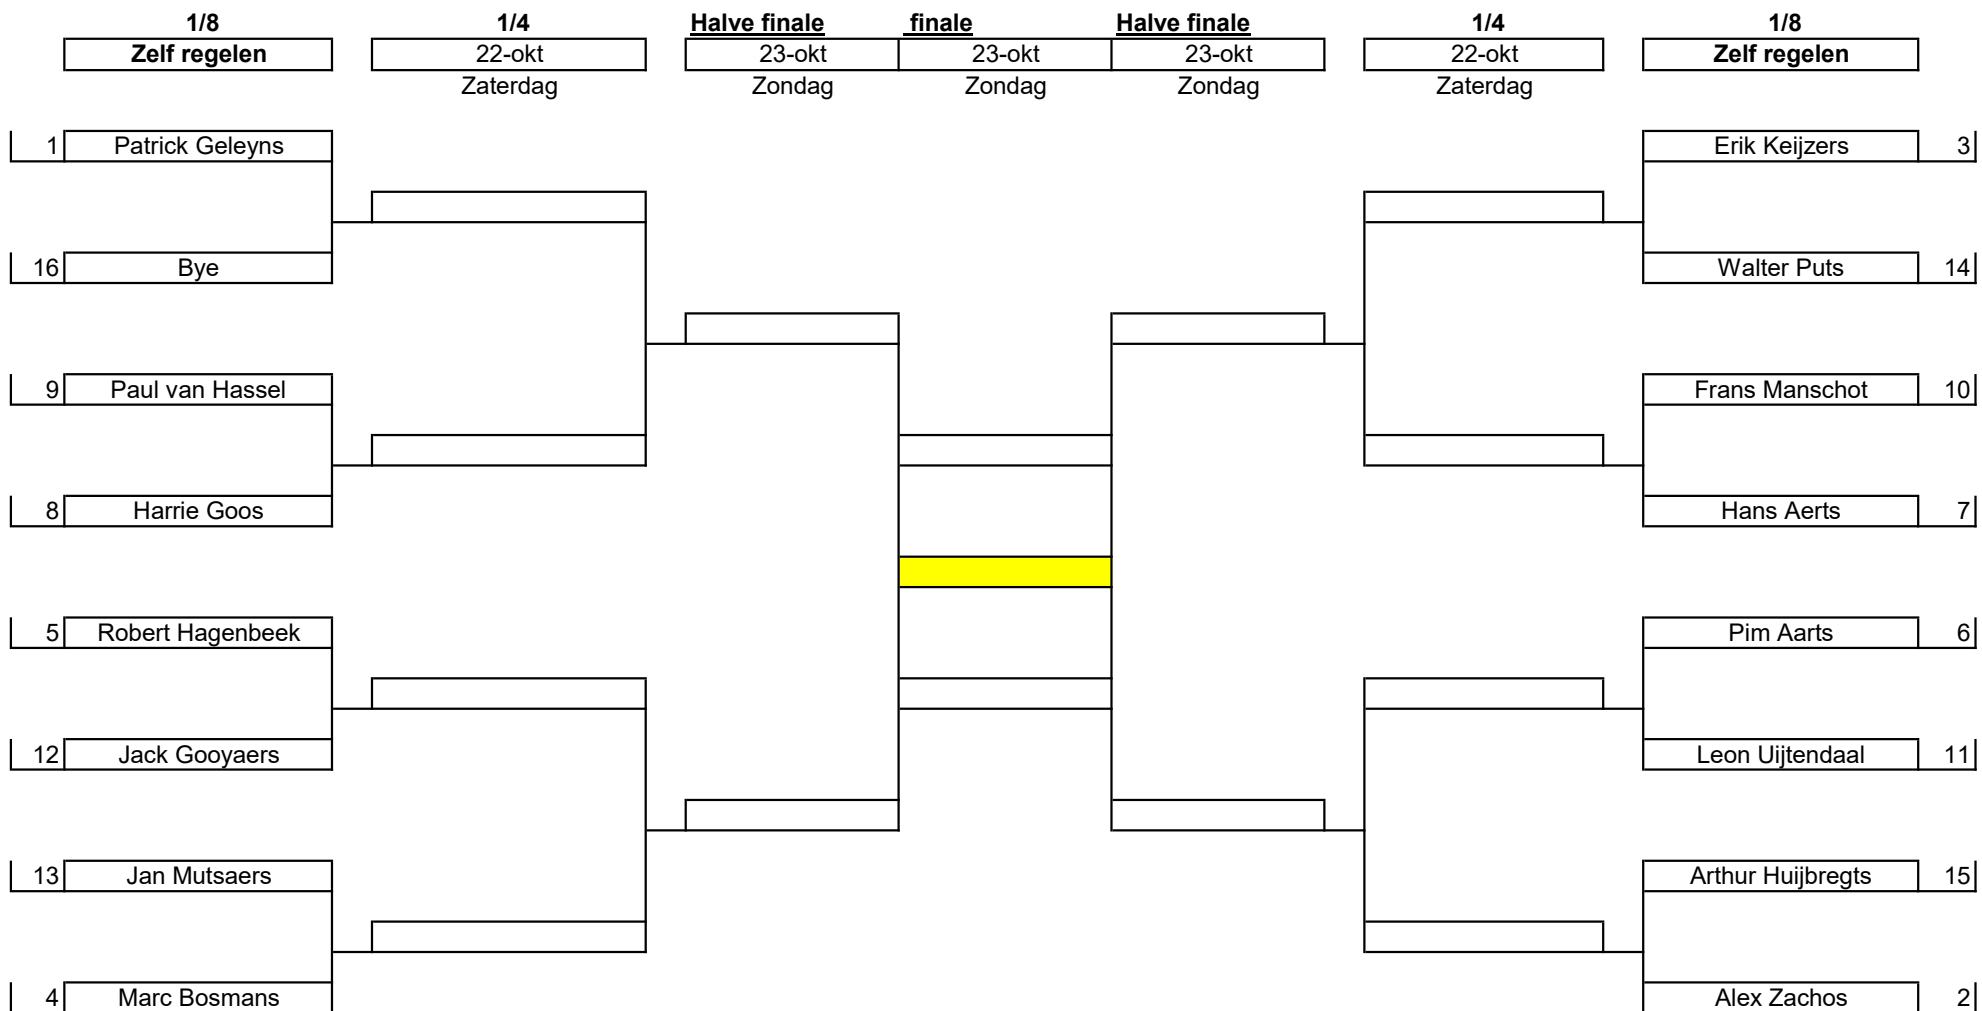 1/8 1/4 Halve finale finale Halve finale 1/4 1/8
Zelf regelen 22-okt 23-okt 23-okt 23-okt 22-okt Zelf regelen
Zaterdag Zondag Zondag Zondag Zaterdag
1 Patrick Geleyns Erik Keijzers 3
16 Bye Walter Puts 14
9 Paul van Hassel Frans Manschot 10
8 Harrie Goos Hans Aerts 7
5 Robert Hagenbeek Pim Aarts 6
12 Jack Gooyaers Leon Uijtendaal 11
13 Jan Mutsaers Arthur Huijbregts 15
4 Marc Bosmans Alex Zachos 2